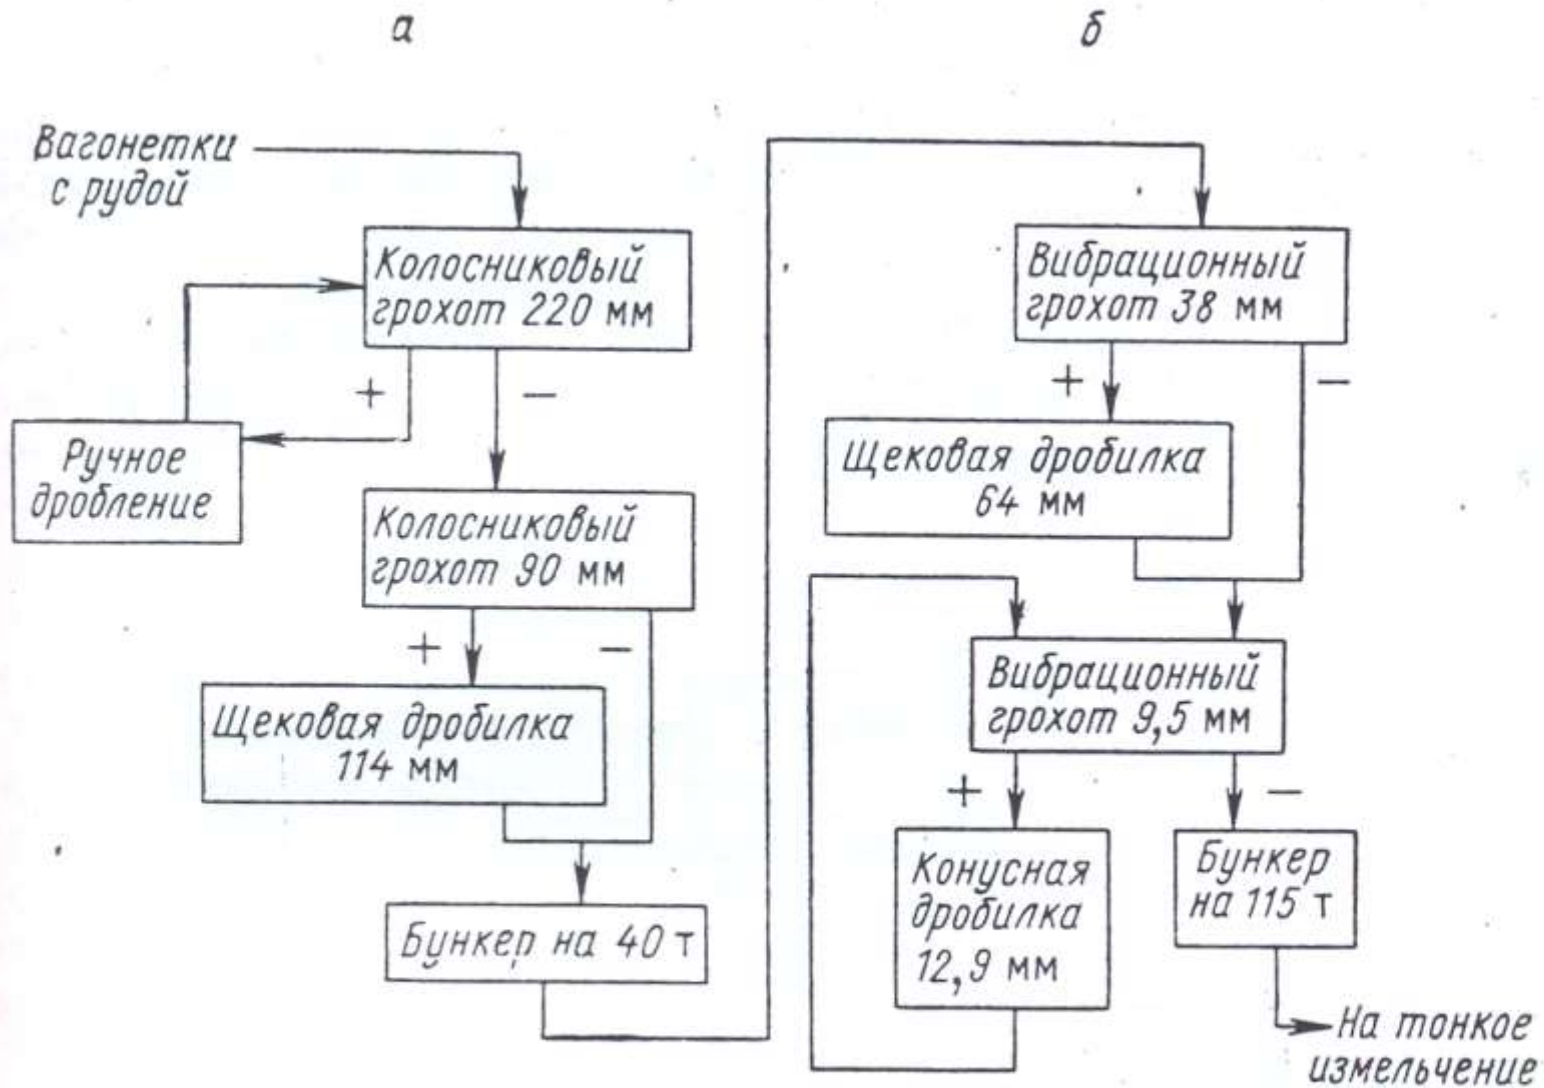 а
б
Вагонетки
с рудой
Колосниковый
грохот 220 мм
+
−
Ручное
дробление
Колосниковый
грохот 90 мм
+
−
Щековая дробилка
114 мм
Бункер на 40 т
Вибрационный
грохот 38 мм
+
−
Щековая дробилка
64 мм
Вибрационный
грохот 9,5 мм
+
−
Конусная
дробилка
12,9 мм
Бункер
на 115 т
На тонкое
измельчение